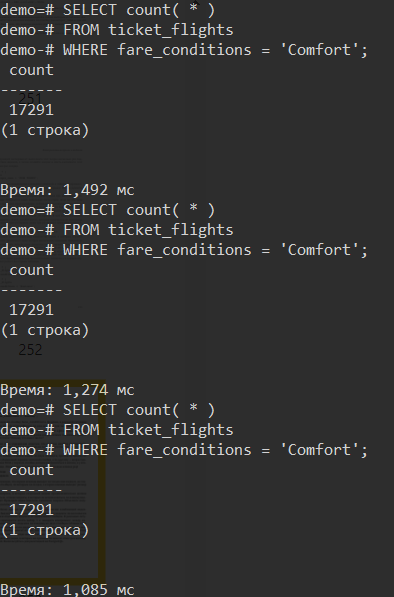 demo=# SELECT count( * )
demo-# FROM ticket_flights
demo-# WHERE fare_conditions = 'Comfort';
 count
-------
 17291
(1 строка)
251
Время: 1,492 мс
demo=# SELECT count( * )
demo-# FROM ticket_flights
demo-# WHERE fare_conditions = 'Comfort';
 count
-------
 17291
(1 строка)
252
Время: 1,274 мс
demo=# SELECT count( * )
demo-# FROM ticket_flights
demo-# WHERE fare_conditions = 'Comfort';
 count
-------
 17291
(1 строка)
Время: 1,085 мс